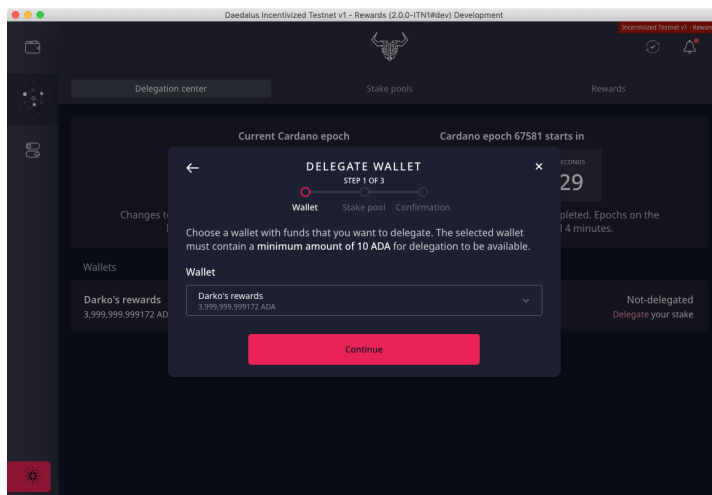 Daedalus Incentivized Testnet v1 - Rewards (2.0.0-ITN1#dev) Development
Incentivized Testnet v1 - Rewar
Delegation center
Stake pools
Rewards
Current Cardano epoch
Cardano epoch 67581 starts in
ECONDS
29
Changes t
pleted. Epochs on the
4 minutes.
DELEGATE WALLET
STEP 1 OF 3
Wallet
Stake pool
Confirmation
Choose a wallet with funds that you want to delegate. The selected wallet
must contain a minimum amount of 10 ADA for delegation to be available.
Wallet
Darko's rewards
3,999,999.999172 ADA
Continue
Wallets
Darko's rewards
3,999,999.999172 AD
Not-delegated
Delegate your stake